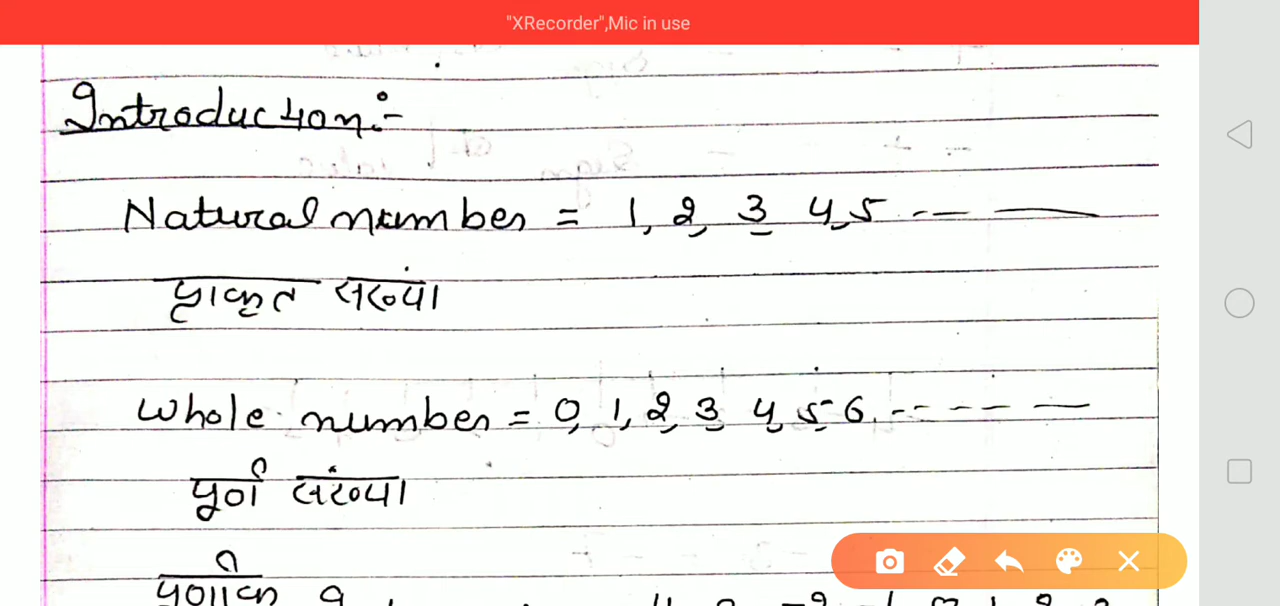 "XRecorder",Mic in use
Introduction:-
Natural number = 1, 2, 3 4, 5 -- — ——
प्राकृत संख्या
Whole number = 0, 1, 2, 3 4, 5 6. -- - — — —
पूर्ण संख्या
पूर्णांक